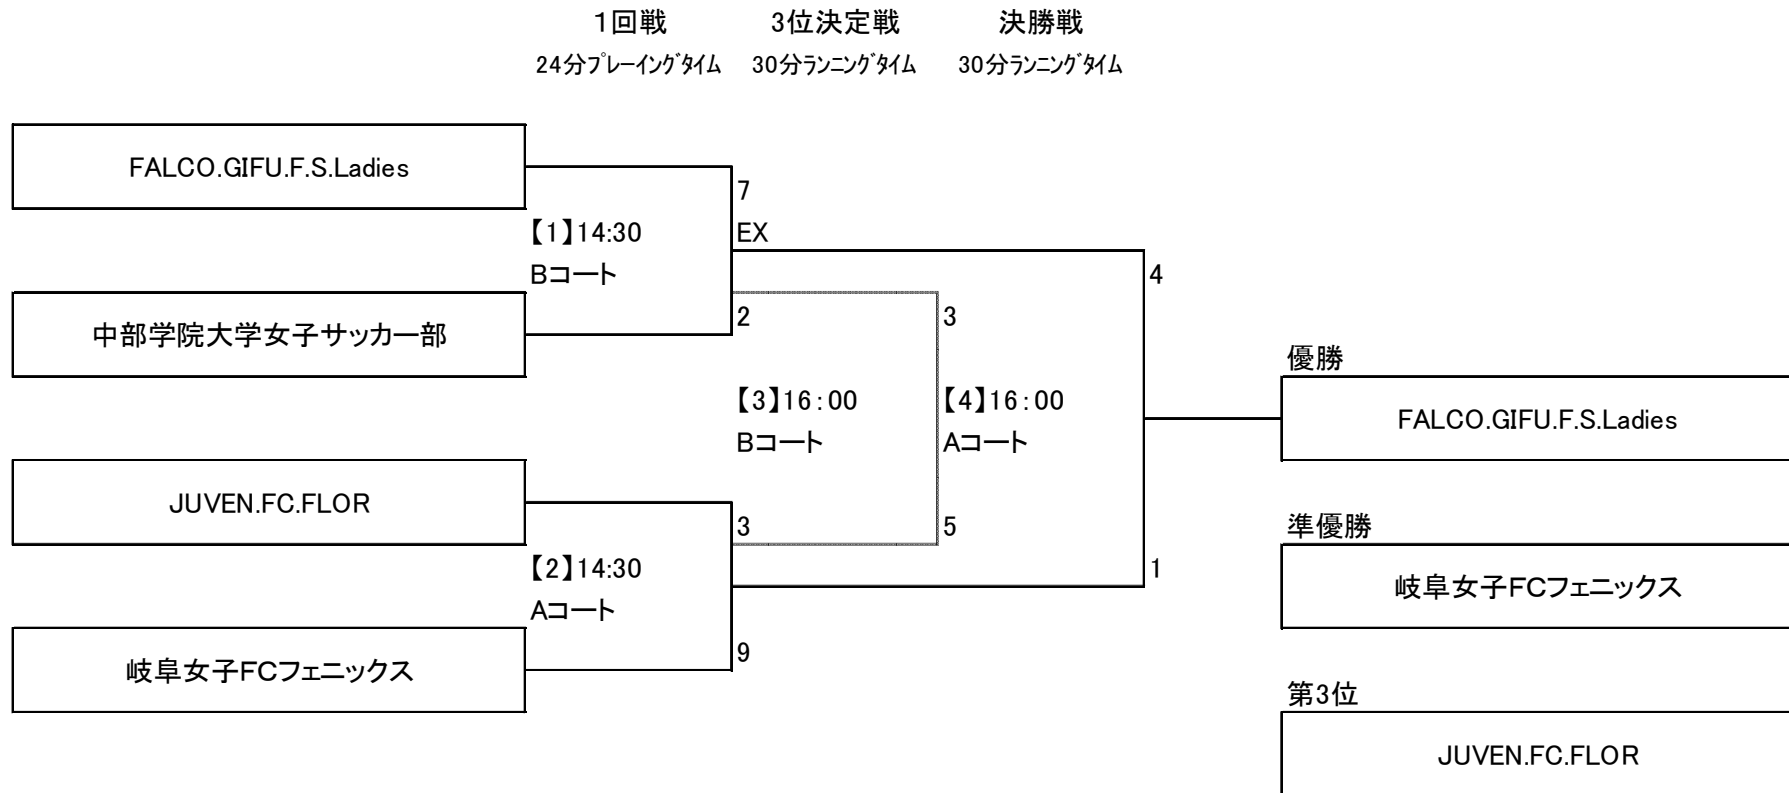 1回戦 3位決定戦 決勝戦
24分プレーイングタイム 30分ランニングタイム 30分ランニングタイム
FALCO.GIFU.F.S.Ladies
7
【1】14:30 EX
Bコート
4
中部学院大学女子サッカー部
2
3
優勝
【3】16:00 【4】16:00
FALCO.GIFU.F.S.Ladies
Bコート Aコート
JUVEN.FC.FLOR
3
5
準優勝
【2】14:30
1
岐阜女子FCフェニックス
Aコート
岐阜女子FCフェニックス
9
第3位
JUVEN.FC.FLOR